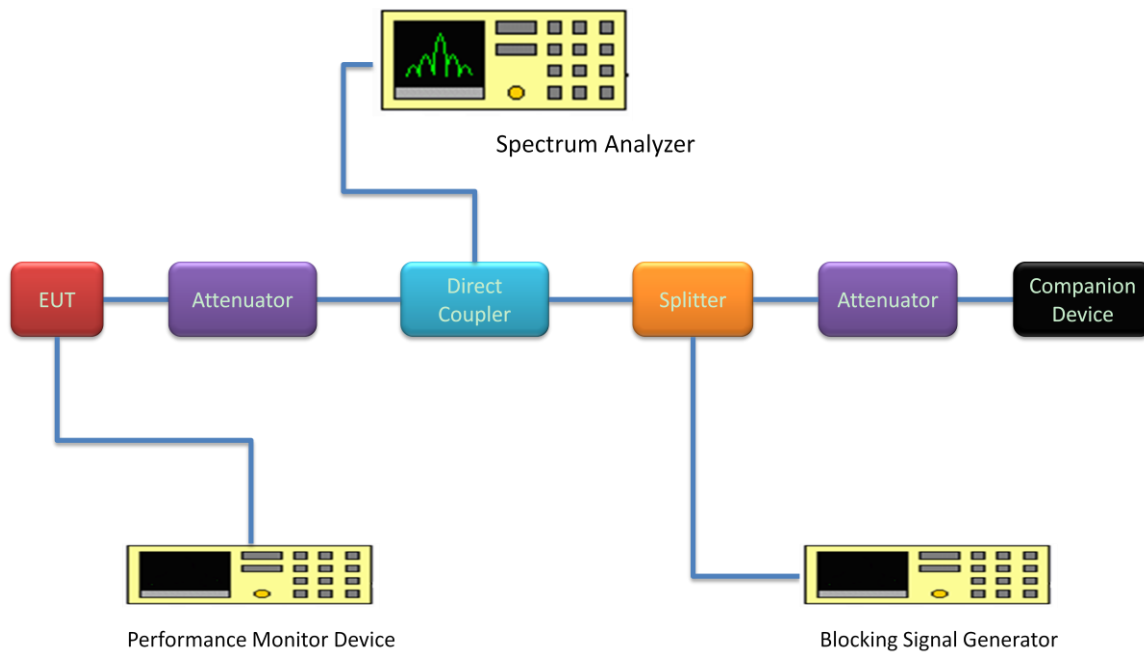 Spectrum Analyzer
EUT
Attenuator
Direct
Coupler
Splitter
Attenuator
Companion
Device
Performance Monitor Device
Blocking Signal Generator